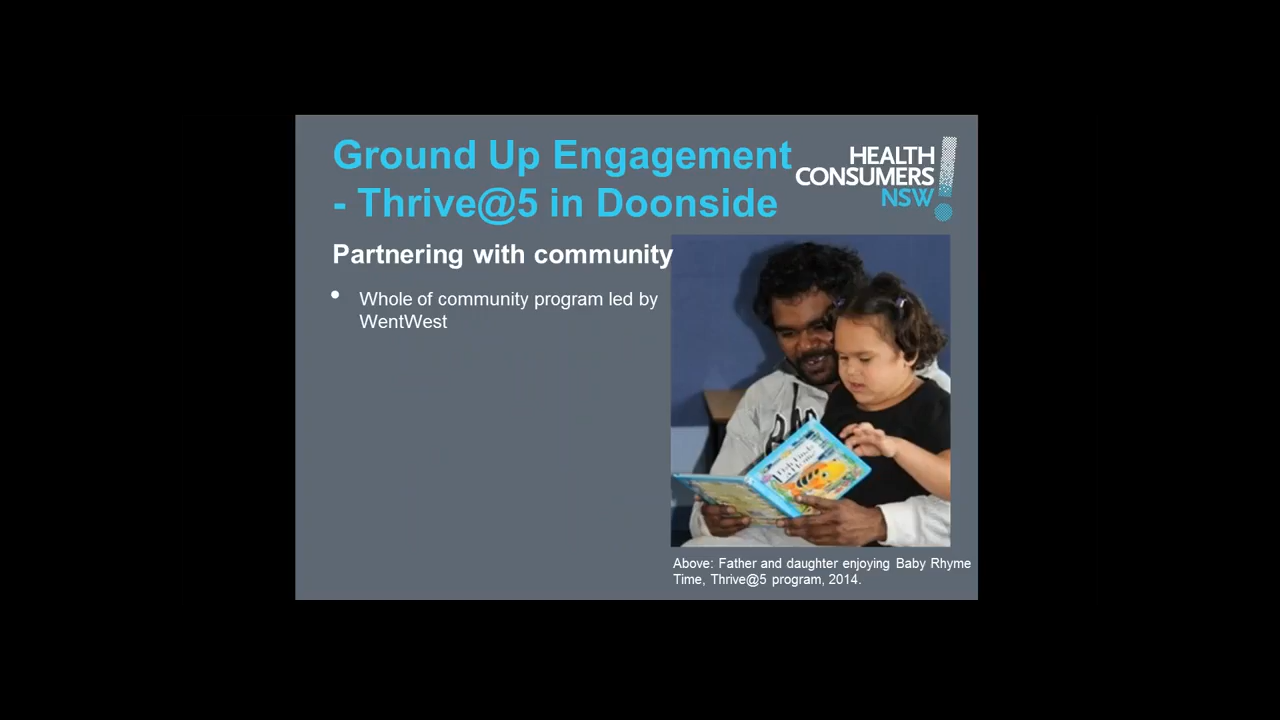 Ground Up Engagement
- Thrive@5 in Doonside
HEALTH
CONSUMERS
NSW
Partnering with community
• Whole of community program led by
WentWest
Above: Father and daughter enjoying Baby Rhyme
Time, Thrive@5 program, 2014.